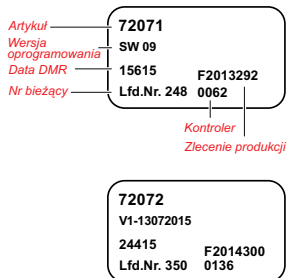 Artykuł
72071
Wersja
oprogramowania
SW 09
Data DMR
15615
F2013292
Nr bieżący
Lfd.Nr. 248
0062
Kontroler
Zlecenie produkcji
72072
V1-13072015
24415
F2014300
Lfd.Nr. 350
0136